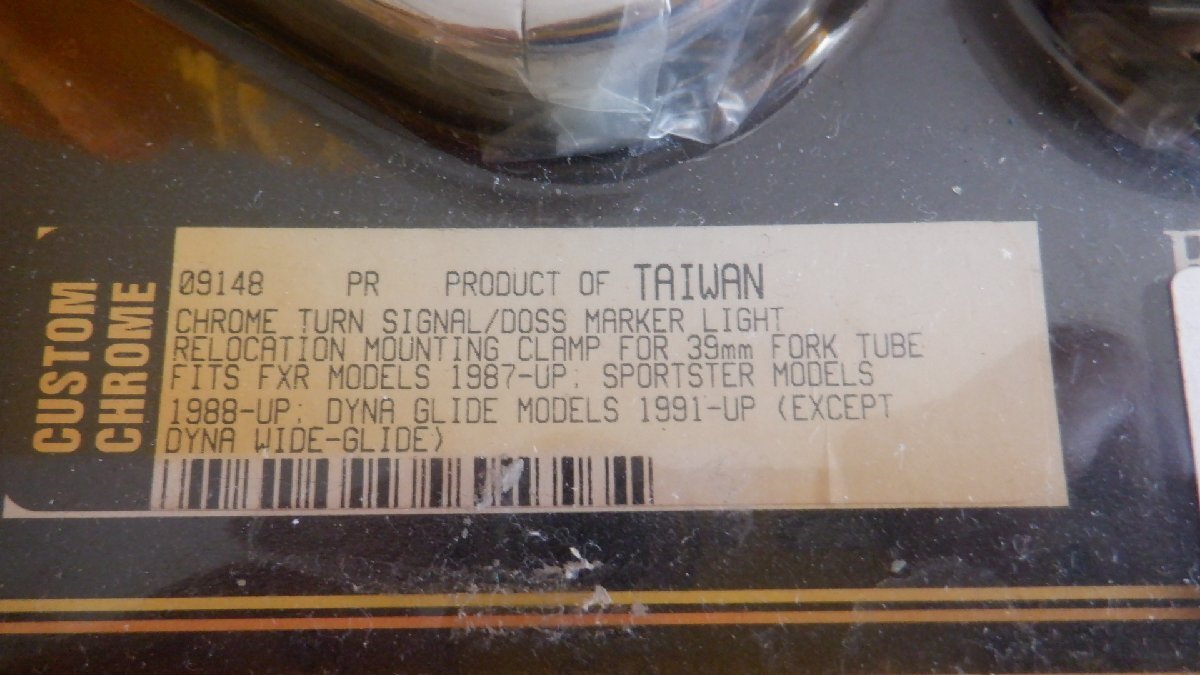 CUSTOM
CHROME
09148 PR PRODUCT OF TAIWAN
CHROME TURN SIGNAL/DOSS MARKER LIGHT
RELOCATION MOUNTING CLAMP FOR 39mm FORK TUBE
FITS FXR MODELS 1987-UP; SPORTSTER MODELS
1988-UP; DYNA GLIDE MODELS 1991-UP (EXCEPT
DYNA WIDE-GLIDE)